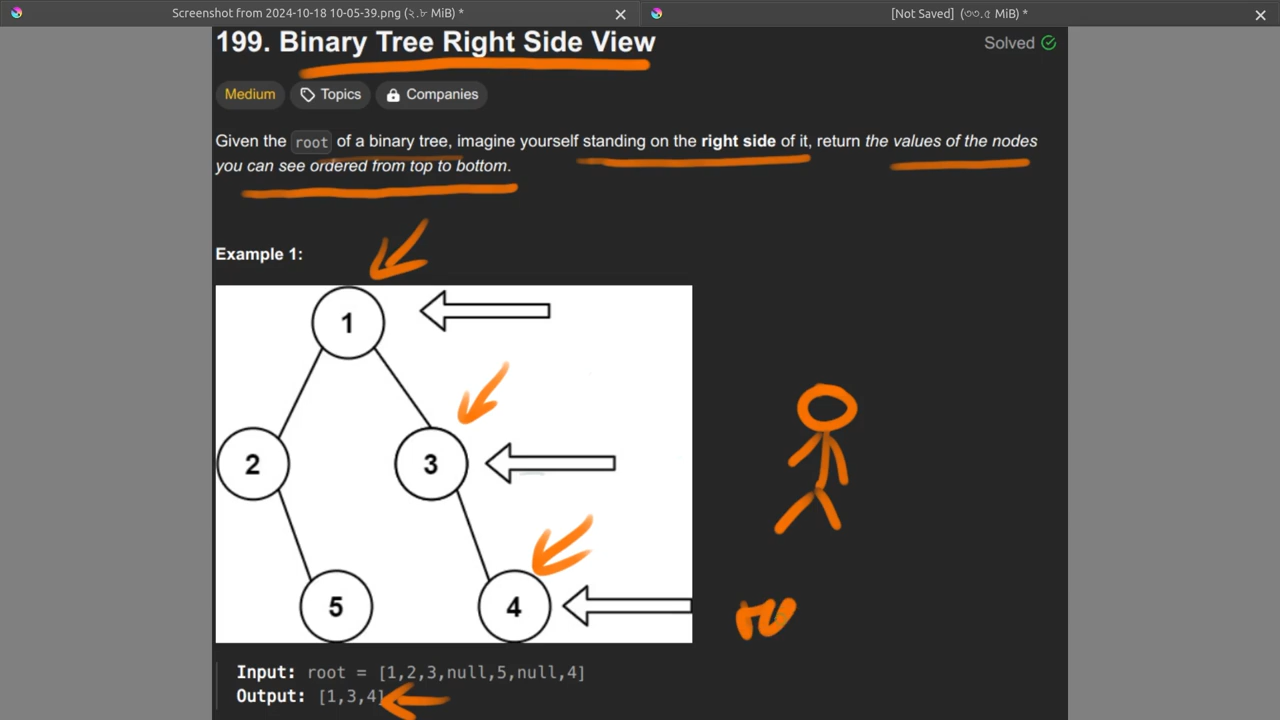 Screenshot from 2024-10-18 10-05-39.png (২.৮ MiB) *
[Not Saved] (৩৩.৫ MiB) *
199. Binary Tree Right Side View
Solved
Medium
Topics
Companies
Given the root of a binary tree, imagine yourself standing on the right side of it, return the values of the nodes
you can see ordered from top to bottom.
Example 1:
1
2
3
5
4
Input: root = [1,2,3,null,5,null,4]
Output: [1,3,4]